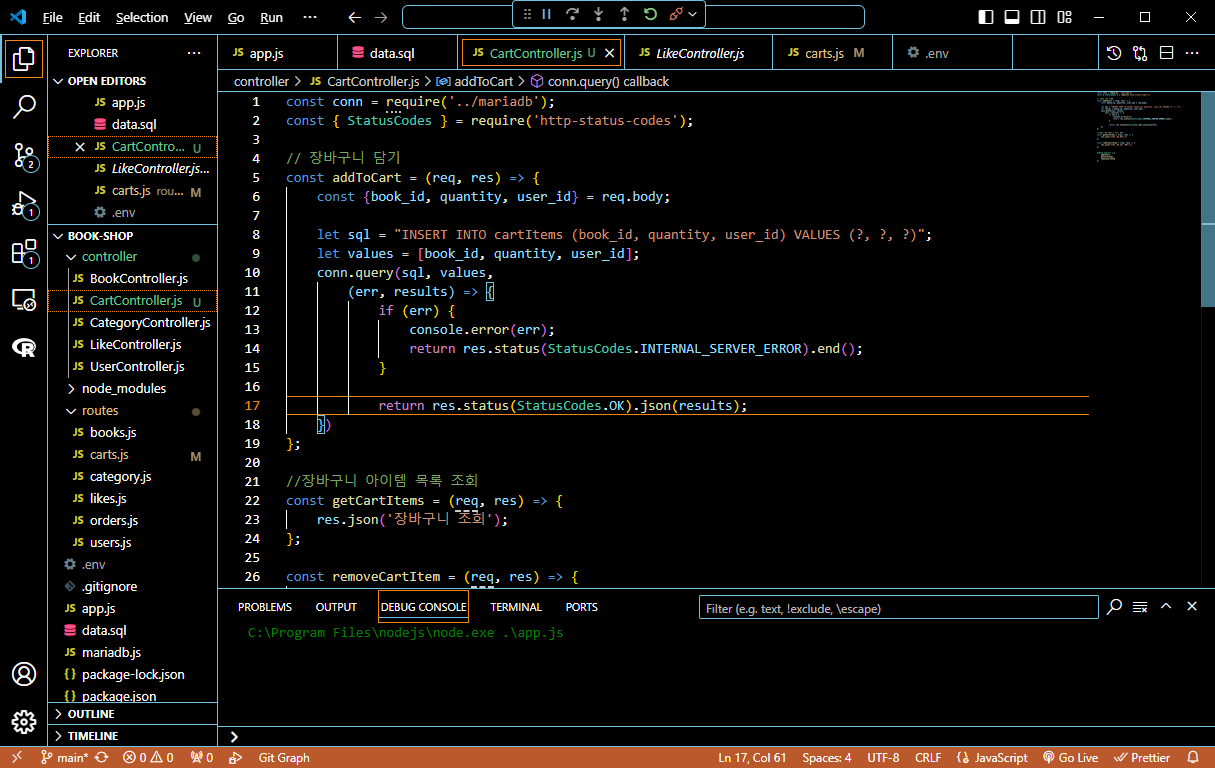 File Edit Selection View Go Run ···
EXPLORER ···
OPEN EDITORS
JS app.js
data.sql
× JS CartContro... U
JS LikeController.js...
JS carts.js rou... M
.env
BOOK-SHOP
controller
JS BookController.js
JS CartController.js U
JS CategoryController.js
JS LikeController.js
JS UserController.js
node_modules
routes
JS books.js
JS carts.js M
JS category.js
JS likes.js
JS orders.js
JS users.js
.env
.gitignore
JS app.js
data.sql
JS mariadb.js
{} package-lock.json
{} package.json
OUTLINE
TIMELINE
2
1
1
JS app.js data.sql JS CartController.js U × JS LikeController.js JS carts.js M .env
controller > JS CartController.js > addToCart > conn.query() callback
1 const conn = require('../mariadb');
2 const { StatusCodes } = require('http-status-codes');
3
4 // 장바구니 담기
5 const addToCart = (req, res) => {
6 const {book_id, quantity, user_id} = req.body;
7
8 let sql = "INSERT INTO cartItems (book_id, quantity, user_id) VALUES (?, ?, ?)";
9 let values = [book_id, quantity, user_id];
10 conn.query(sql, values,
11 (err, results) => {
12 if (err) {
13 console.error(err);
14 return res.status(StatusCodes.INTERNAL_SERVER_ERROR).end();
15 }
16
17 return res.status(StatusCodes.OK).json(results);
18 })
19 };
20
21 //장바구니 아이템 목록 조회
22 const getCartItems = (req, res) => {
23 res.json('장바구니 조회');
24 };
25
26 const removeCartItem = (req, res) => {
PROBLEMS OUTPUT DEBUG CONSOLE TERMINAL PORTS Filter (e.g. text, !exclude, \escape)
C:\Program Files\nodejs\node.exe .\app.js
>
main* 0 0 0 Git Graph Ln 17, Col 61 Spaces: 4 UTF-8 CRLF {} JavaScript Go Live Prettier